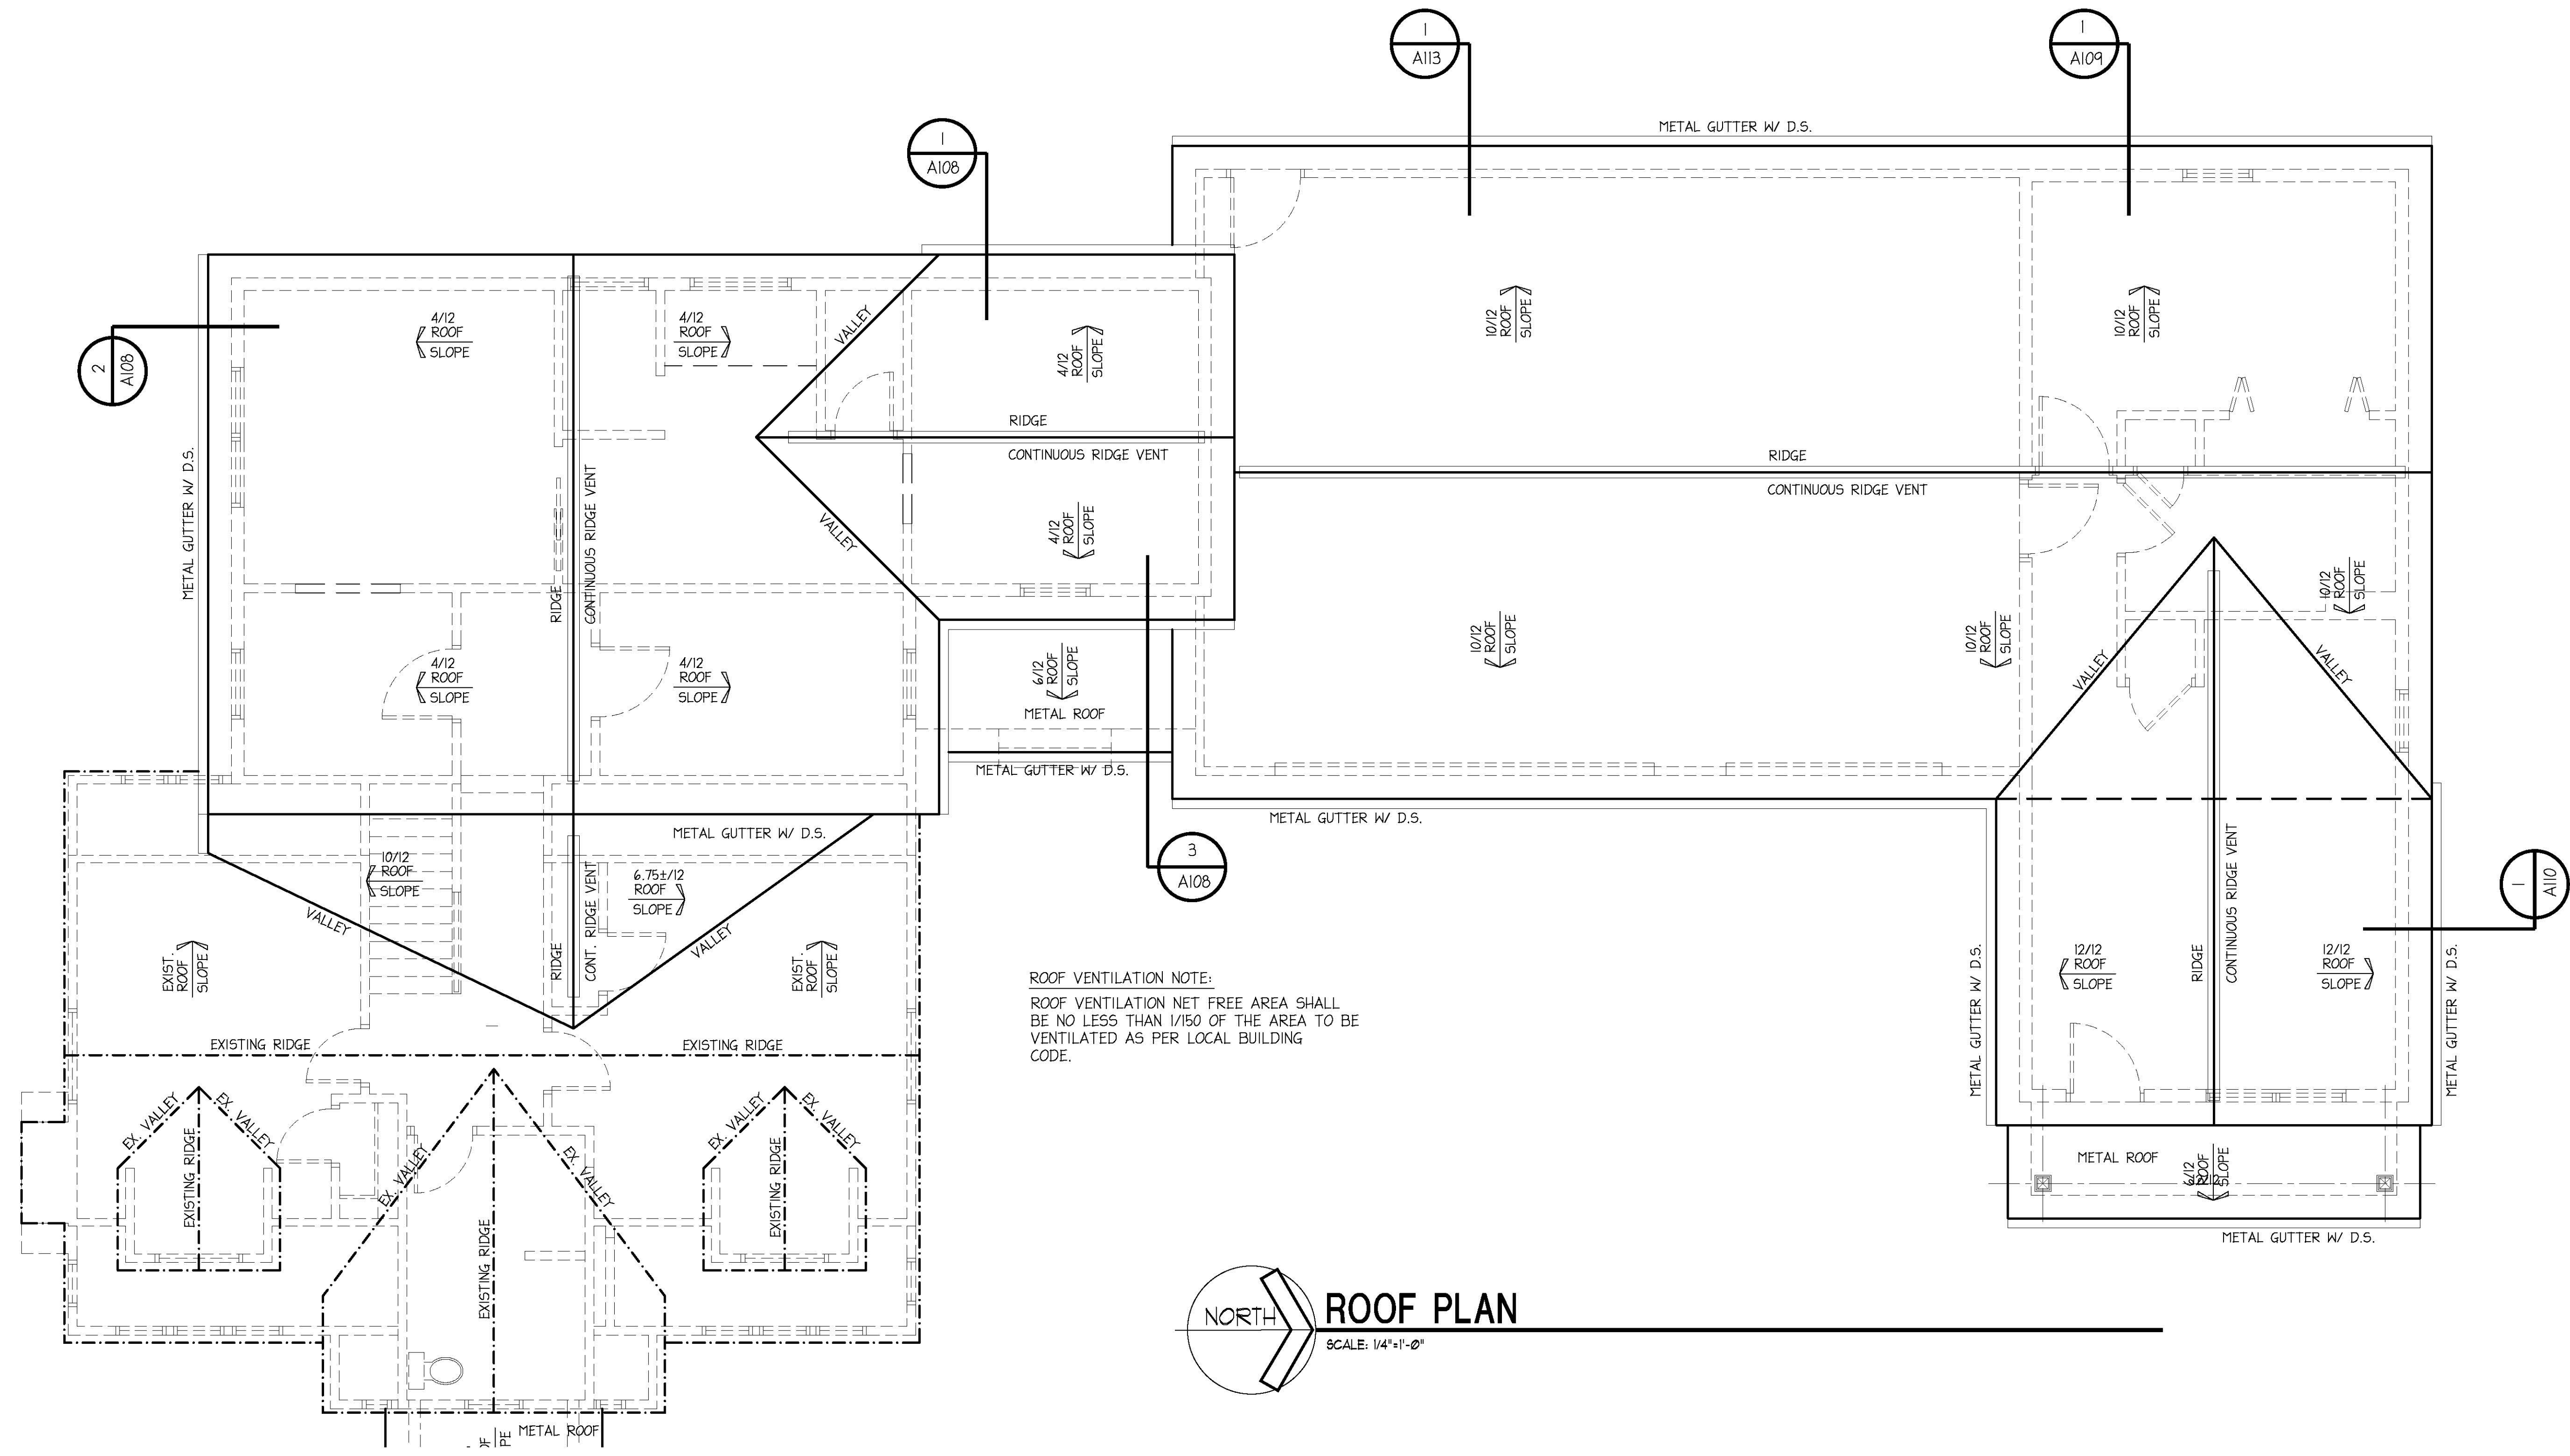 1
A113
1
A109
METAL GUTTER W/ D.S.
1
A108
4/12
ROOF
SLOPE
4/12
ROOF
SLOPE
VALLEY
4/12
ROOF
SLOPE
10/12
ROOF
SLOPE
10/12
ROOF
SLOPE
2
A108
RIDGE
CONTINUOUS RIDGE VENT
RIDGE
CONTINUOUS RIDGE VENT
METAL GUTTER W/ D.S.
RIDGE
CONTINUOUS RIDGE VENT
VALLEY
4/12
ROOF
SLOPE
4/12
ROOF
SLOPE
4/12
ROOF
SLOPE
6/12
ROOF
SLOPE
METAL ROOF
METAL GUTTER W/ D.S.
10/12
ROOF
SLOPE
10/12
ROOF
SLOPE
10/12
ROOF
SLOPE
VALLEY
VALLEY
METAL GUTTER W/ D.S.
METAL GUTTER W/ D.S.
10/12
ROOF
SLOPE
6.75±/12
ROOF
SLOPE
VALLEY
RIDGE
CONT. RIDGE VENT
VALLEY
3
A108
1
A110
EXIST.
ROOF
SLOPE
EXIST.
ROOF
SLOPE
12/12
ROOF
SLOPE
RIDGE
CONTINUOUS RIDGE VENT
12/12
ROOF
SLOPE
METAL GUTTER W/ D.S.
METAL GUTTER W/ D.S.
ROOF VENTILATION NOTE:
ROOF VENTILATION NET FREE AREA SHALL
BE NO LESS THAN 1/150 OF THE AREA TO BE
VENTILATED AS PER LOCAL BUILDING
CODE.
EXISTING RIDGE
EXISTING RIDGE
EX. VALLEY
EX. VALLEY
EXISTING RIDGE
EX. VALLEY
EX. VALLEY
EXISTING RIDGE
EX. VALLEY
EX. VALLEY
EXISTING RIDGE
METAL ROOF
6/12
ROOF
SLOPE
METAL GUTTER W/ D.S.
NORTH
ROOF PLAN
SCALE: 1/4"=1'-0"
METAL ROOF